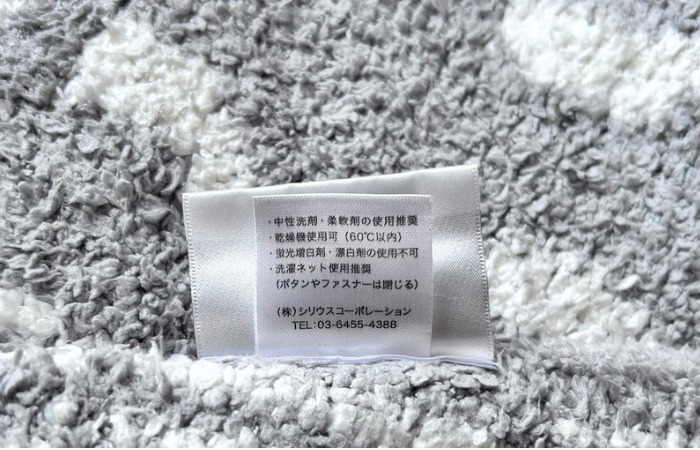 ・中性洗剤・柔軟剤の使用推奨
・乾燥機使用可（60℃以内）
・蛍光増白剤・漂白剤の使用不可
・洗濯ネット使用推奨
（ボタンやファスナーは閉じる）
（株）シリウスコーポレーション
TEL:03-6455-4388